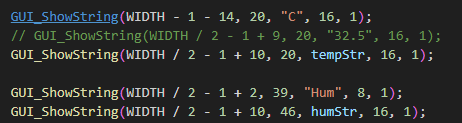 GUI_ShowString(WIDTH - 1 - 14, 20, "C", 16, 1);
// GUI_ShowString(WIDTH / 2 - 1 + 9, 20, "32.5", 16, 1);
GUI_ShowString(WIDTH / 2 - 1 + 10, 20, tempStr, 16, 1);
GUI_ShowString(WIDTH / 2 - 1 + 2, 39, "Hum", 8, 1);
GUI_ShowString(WIDTH / 2 - 1 + 10, 46, humStr, 16, 1);